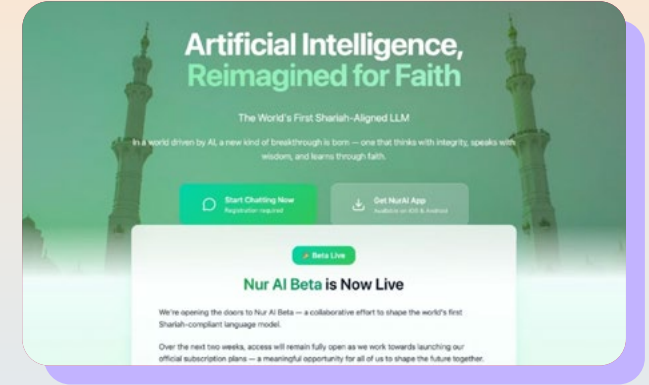 Artificial Intelligence,
Reimagined for Faith
The World's First Shariah-Aligned LLM
In a world driven by AI, a new kind of breakthrough is born — one that thinks with integrity, speaks with
wisdom, and learns through faith.
Start Chatting Now
Registration required
Get NurAI App
Available on iOS & Android
Beta Live
Nur AI Beta is Now Live
We're opening the doors to Nur AI Beta — a collaborative effort to shape the world's first
Shariah-compliant language model.
Over the next two weeks, access will remain fully open as we work towards launching our
official subscription plans — a meaningful opportunity for all of us to shape the future together.